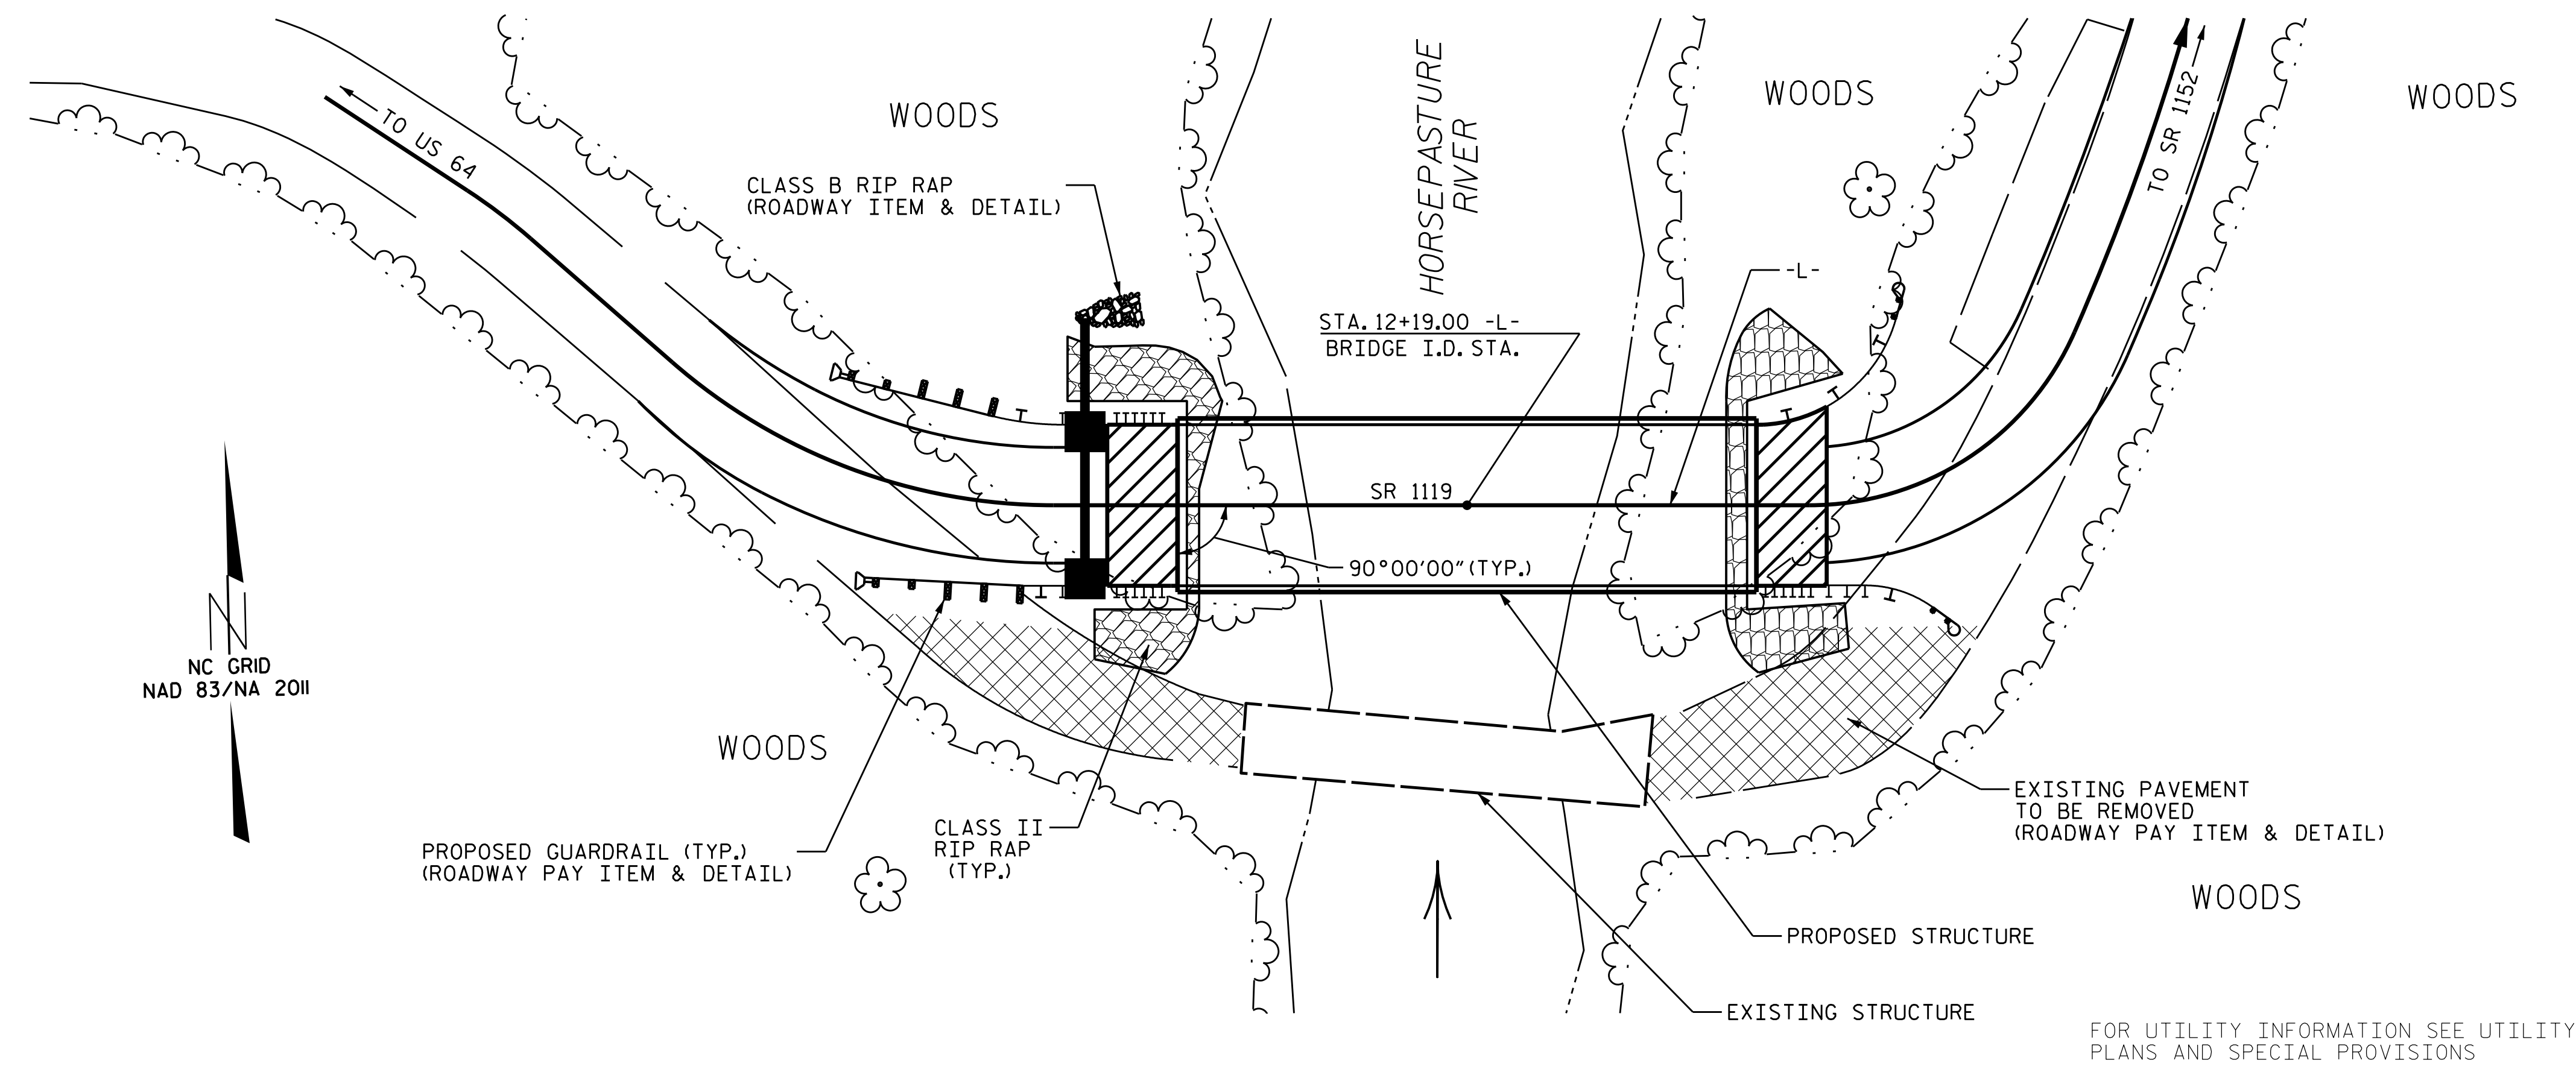 WOODS
WOODS
WOODS
TO US 64
HORSEPASTURE
RIVER
TO SR 1152
CLASS B RIP RAP
(ROADWAY ITEM & DETAIL)
-L-
STA. 12+19.00 -L-
BRIDGE I.D. STA.
SR 1119
90°00'00" (TYP.)
N
NC GRID
NAD 83/NA 2011
WOODS
PROPOSED GUARDRAIL (TYP.)
(ROADWAY PAY ITEM & DETAIL)
CLASS II
RIP RAP
(TYP.)
EXISTING PAVEMENT
TO BE REMOVED
(ROADWAY PAY ITEM & DETAIL)
WOODS
PROPOSED STRUCTURE
EXISTING STRUCTURE
FOR UTILITY INFORMATION SEE UTILITY
PLANS AND SPECIAL PROVISIONS